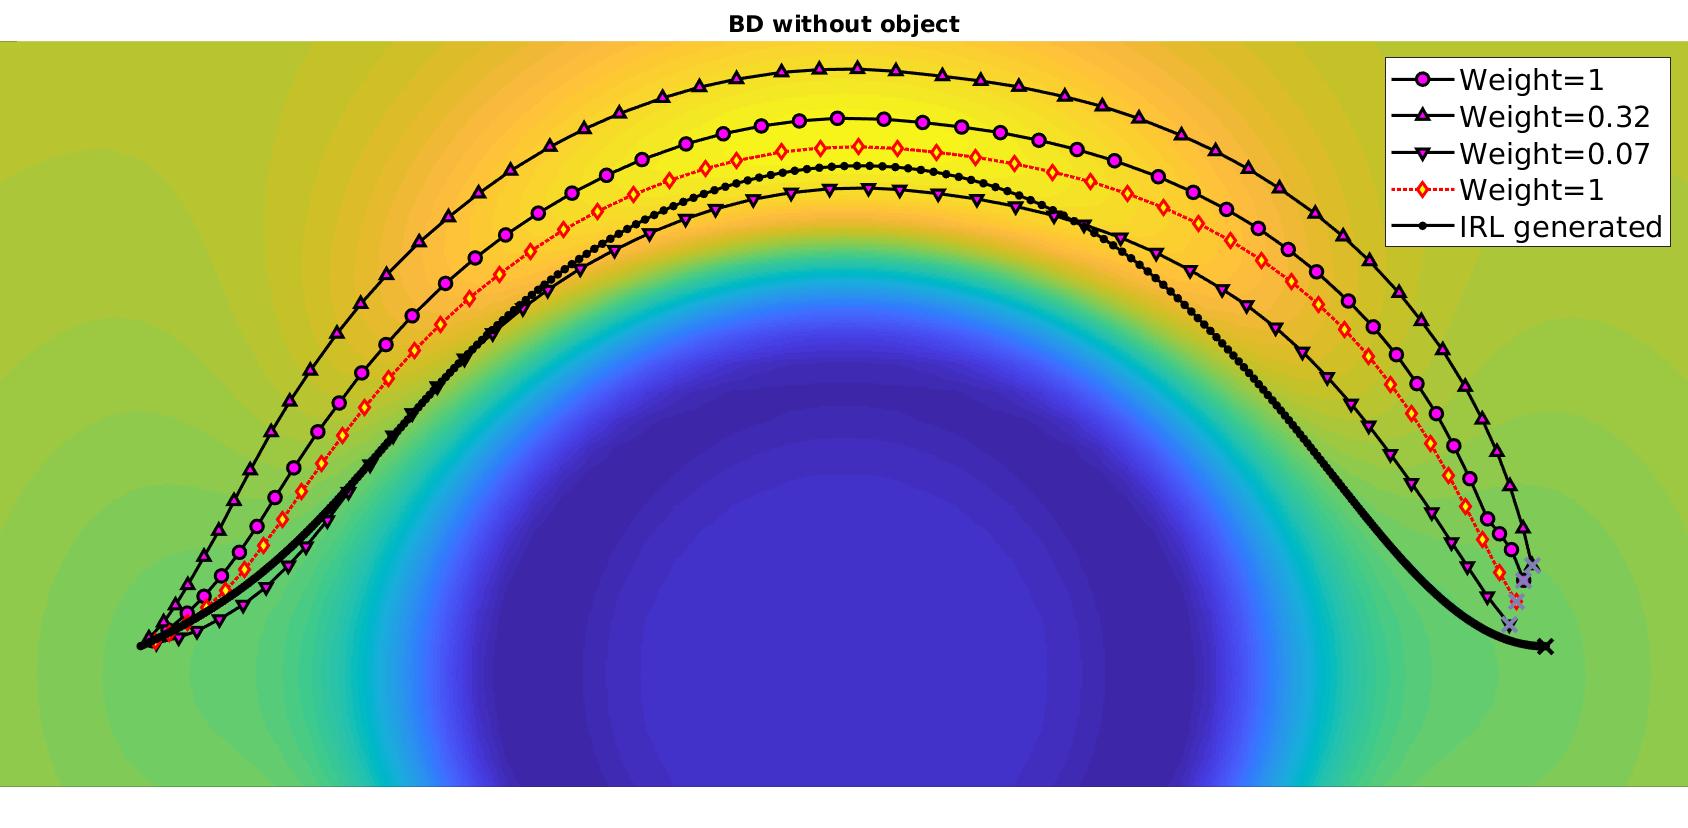 BD without object
Weight=1
Weight=0.32
Weight=0.07
Weight=1
IRL generated